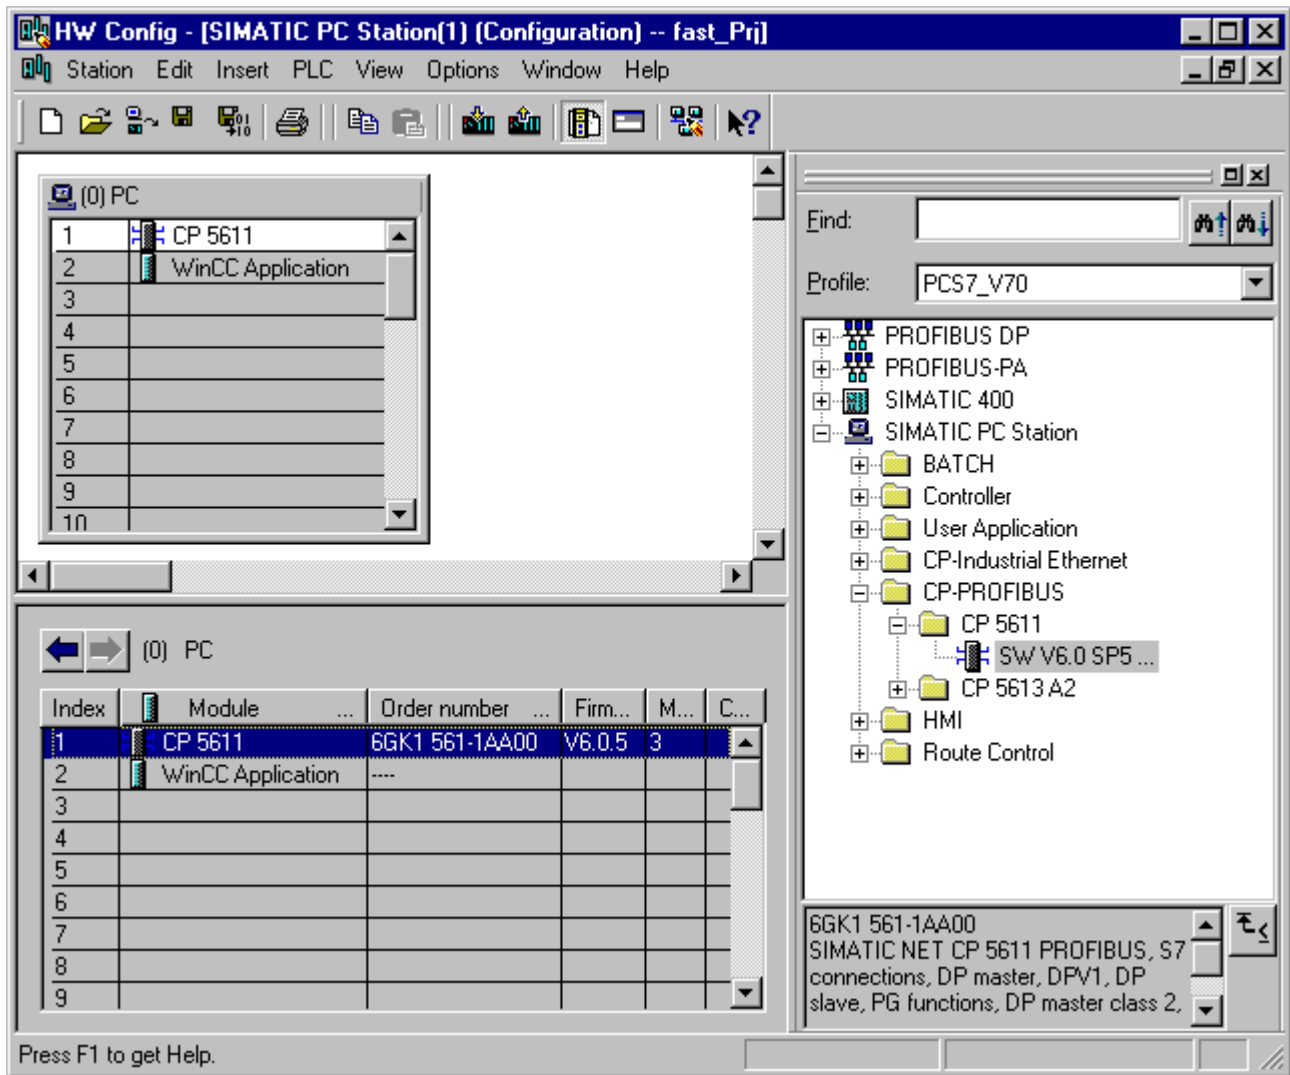 HW Config - [SIMATIC PC Station(1) (Configuration) -- fast_Prj]
Station Edit Insert PLC View Options Window Help
(0) PC
1 CP 5611
2 WinCC Application
3
4
5
6
7
8
9
10
Find:
Profile: PCS7_V70
PROFIBUS DP
PROFIBUS-PA
SIMATIC 400
SIMATIC PC Station
BATCH
Controller
User Application
CP-Industrial Ethernet
CP-PROFIBUS
CP 5611
SW V6.0 SP5 ...
CP 5613 A2
HMI
Route Control
(0) PC
Index Module ... Order number ... Firm... M... C...
1 CP 5611 6GK1 561-1AA00 V6.0.5 3
2 WinCC Application ----
3
4
5
6
7
8
9
6GK1 561-1AA00
SIMATIC NET CP 5611 PROFIBUS, S7
connections, DP master, DPV1, DP
slave, PG functions, DP master class 2,
Press F1 to get Help.